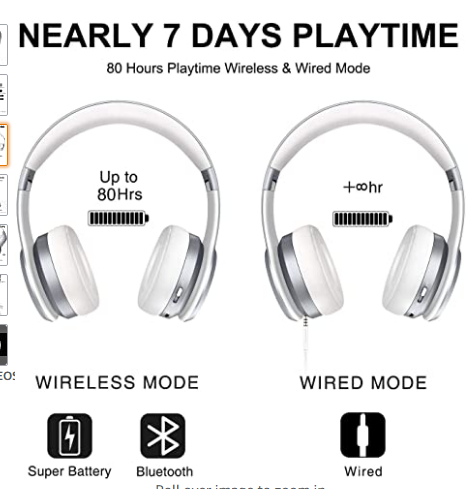 NEARLY 7 DAYS PLAYTIME
80 Hours Playtime Wireless & Wired Mode
Up to
80Hrs
+∞hr
WIRELESS MODE
WIRED MODE
Super Battery
Bluetooth
Wired